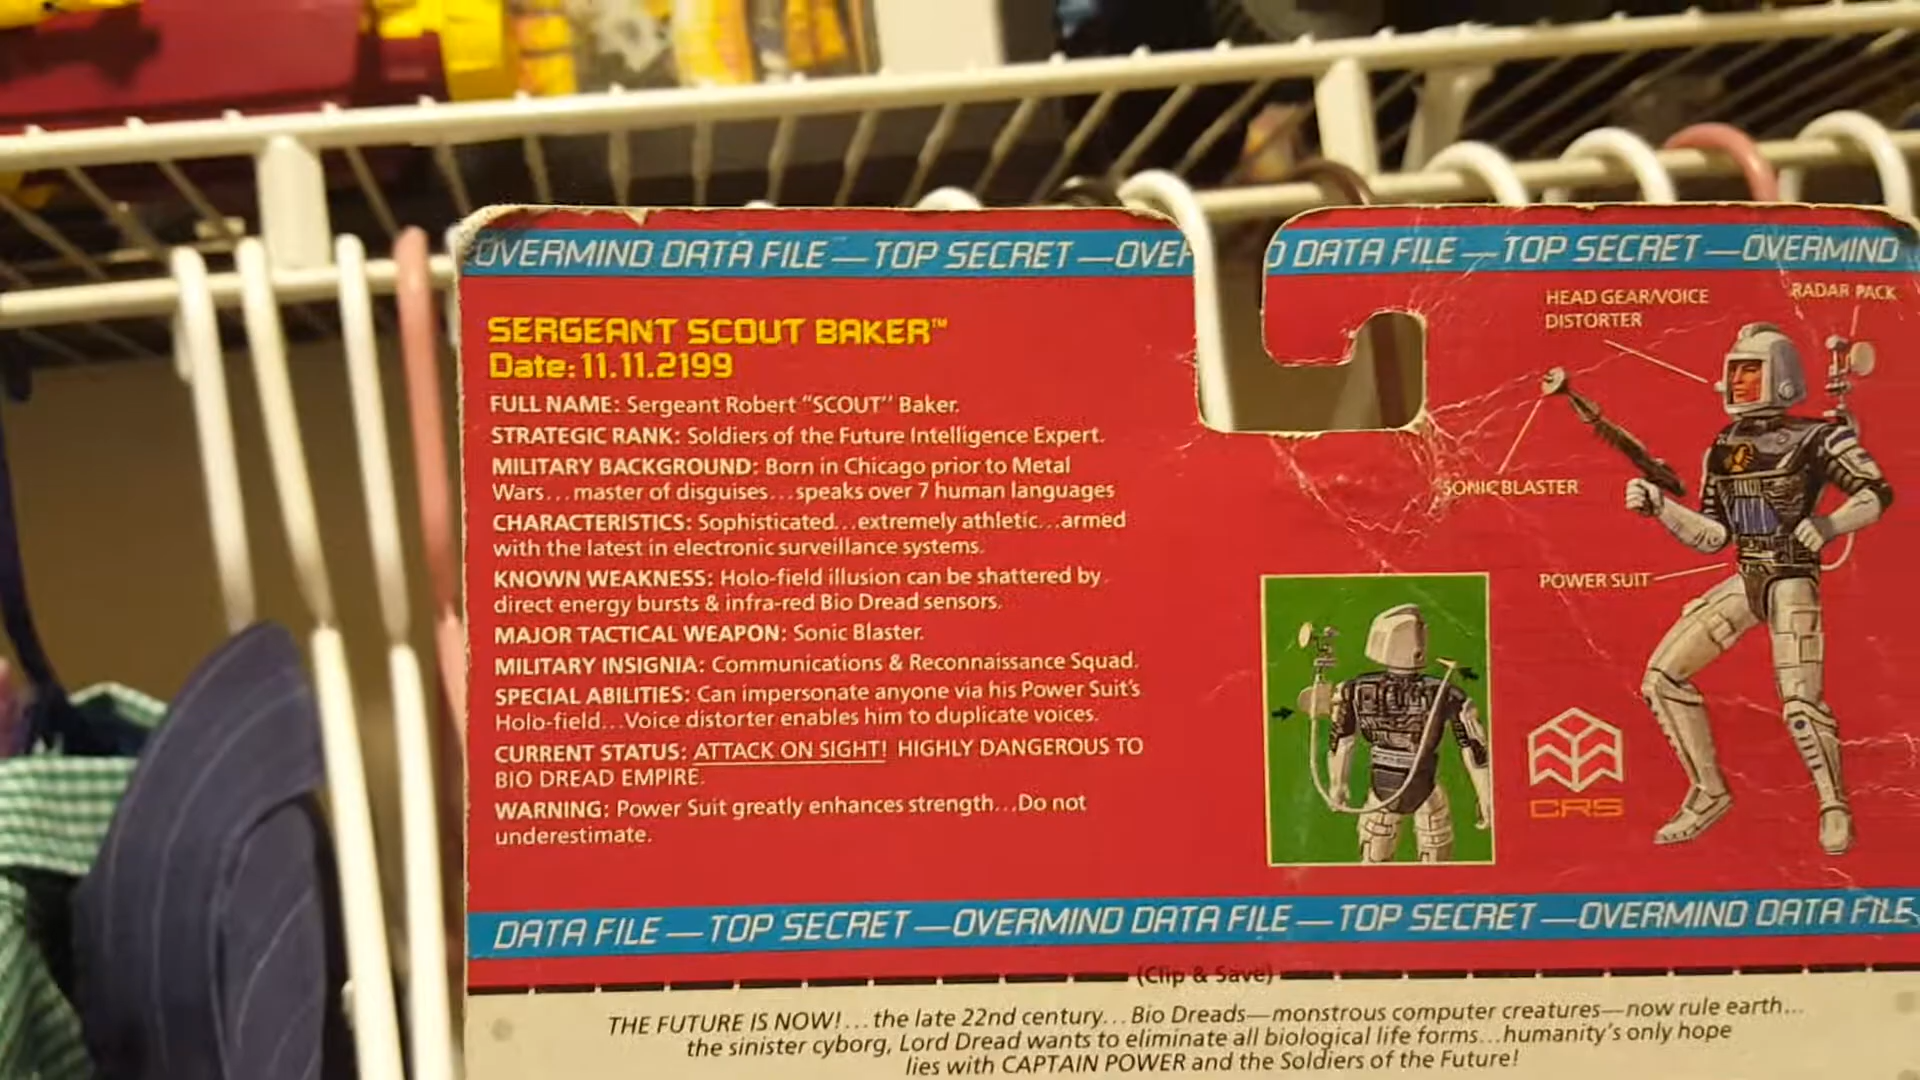 OVERMIND DATA FILE — TOP SECRET — OVER D DATA FILE — TOP SECRET — OVERMIND
SERGEANT SCOUT BAKER™
Date: 11.11.2199
FULL NAME: Sergeant Robert "SCOUT" Baker.
STRATEGIC RANK: Soldiers of the Future Intelligence Expert.
MILITARY BACKGROUND: Born in Chicago prior to Metal
Wars...master of disguises...speaks over 7 human languages
CHARACTERISTICS: Sophisticated...extremely athletic...armed
with the latest in electronic surveillance systems.
KNOWN WEAKNESS: Holo-field illusion can be shattered by
direct energy bursts & infra-red Bio Dread sensors.
MAJOR TACTICAL WEAPON: Sonic Blaster.
MILITARY INSIGNIA: Communications & Reconnaissance Squad.
SPECIAL ABILITIES: Can impersonate anyone via his Power Suit's
Holo-field...Voice distorter enables him to duplicate voices.
CURRENT STATUS: ATTACK ON SIGHT! HIGHLY DANGEROUS TO
BIO DREAD EMPIRE.
WARNING: Power Suit greatly enhances strength...Do not
underestimate.
HEAD GEAR/VOICE
DISTORTER
RADAR PACK
SONIC BLASTER
POWER SUIT
CRS
DATA FILE — TOP SECRET — OVERMIND DATA FILE — TOP SECRET — OVERMIND DATA FILE
(Clip & Save)
THE FUTURE IS NOW!...the late 22nd century...Bio Dreads—monstrous computer creatures—now rule earth...
the sinister cyborg, Lord Dread wants to eliminate all biological life forms...humanity's only hope
lies with CAPTAIN POWER and the Soldiers of the Future!